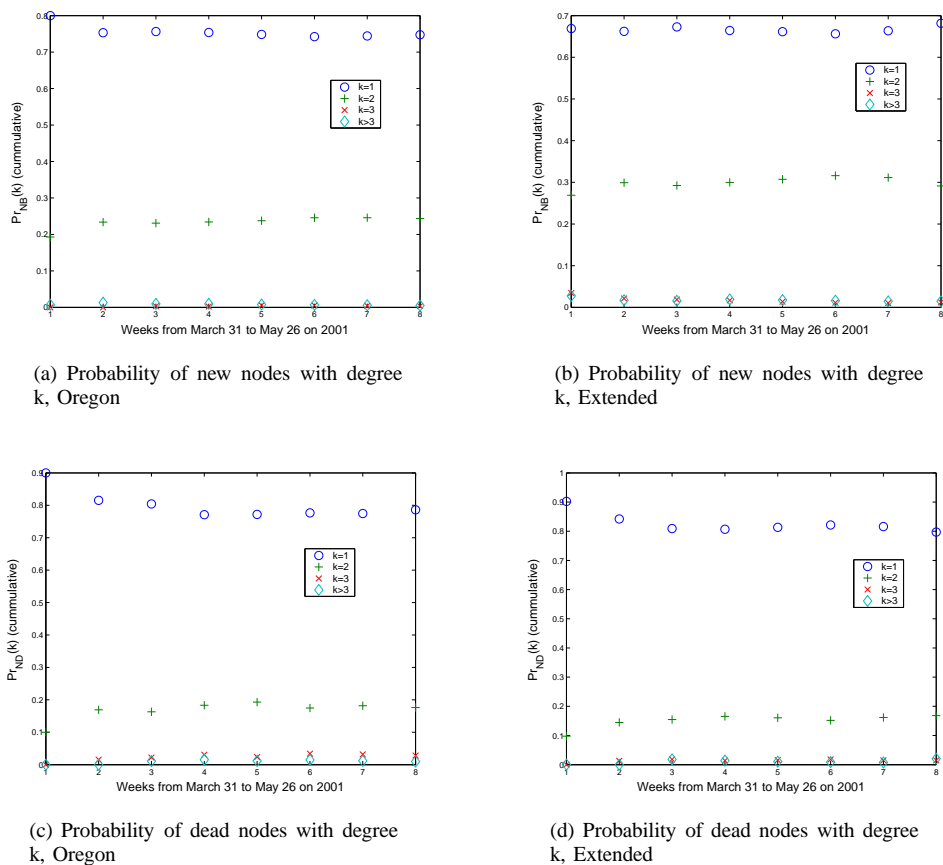 0.8
0.7
0.6
0.5
0.4
0.3
0.2
0.1
0
Pr_NB(k) (cummulative)
k=1
k=2
k=3
k>3
1 2 3 4 5 6 7 8
Weeks from March 31 to May 26 on 2001
(a) Probability of new nodes with degree
k, Oregon
0.7
0.6
0.5
0.4
0.3
0.2
0.1
0
Pr_NB(k) (cummulative)
k=1
k=2
k=3
k>3
1 2 3 4 5 6 7 8
Weeks from March 31 to May 26 on 2001
(b) Probability of new nodes with degree
k, Extended
0.9
0.8
0.7
0.6
0.5
0.4
0.3
0.2
0.1
0
Pr_ND(k) (cummulative)
k=1
k=2
k=3
k>3
1 2 3 4 5 6 7 8
Weeks from March 31 to May 26 on 2001
(c) Probability of dead nodes with degree
k, Oregon
1
0.9
0.8
0.7
0.6
0.5
0.4
0.3
0.2
0.1
0
Pr_ND(k) (cummulative)
k=1
k=2
k=3
k>3
1 2 3 4 5 6 7 8
Weeks from March 31 to May 26 on 2001
(d) Probability of dead nodes with degree
k, Extended